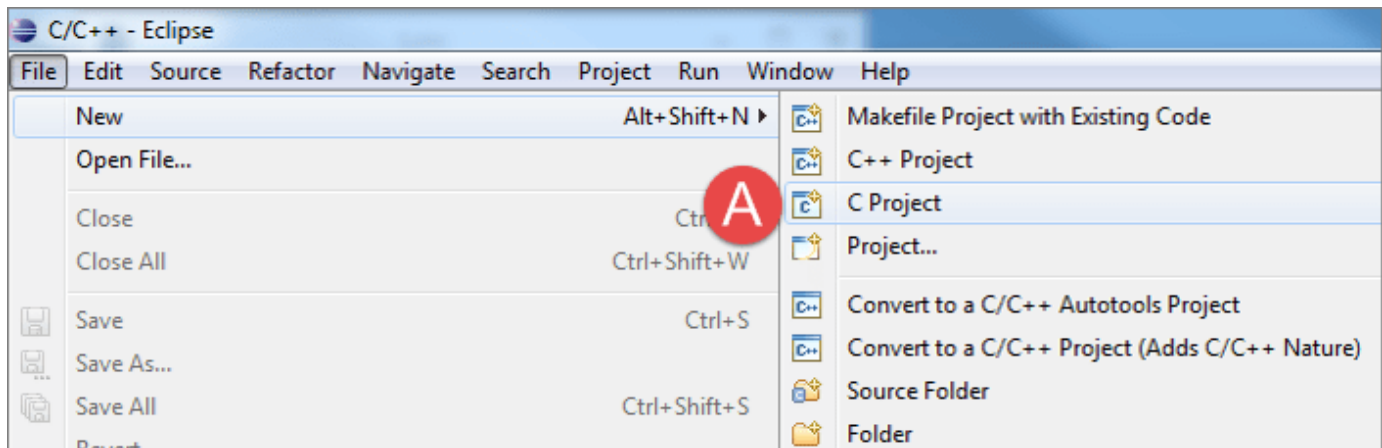 C/C++ - Eclipse
File Edit Source Refactor Navigate Search Project Run Window Help
New Alt+Shift+N
Open File...
Close
Close All Ctrl+Shift+W
Save Ctrl+S
Save As...
Save All Ctrl+Shift+S
A
Makefile Project with Existing Code
C++ Project
C Project
Project...
Convert to a C/C++ Autotools Project
Convert to a C/C++ Project (Adds C/C++ Nature)
Source Folder
Folder